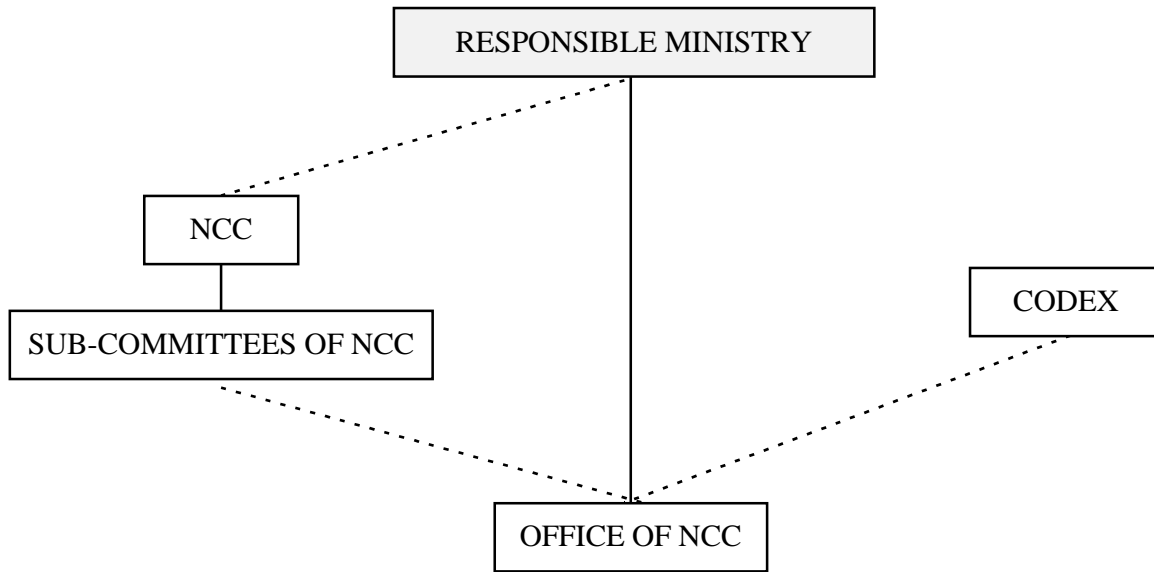 RESPONSIBLE MINISTRY
NCC
CODEX
SUB-COMMITTEES OF NCC
OFFICE OF NCC